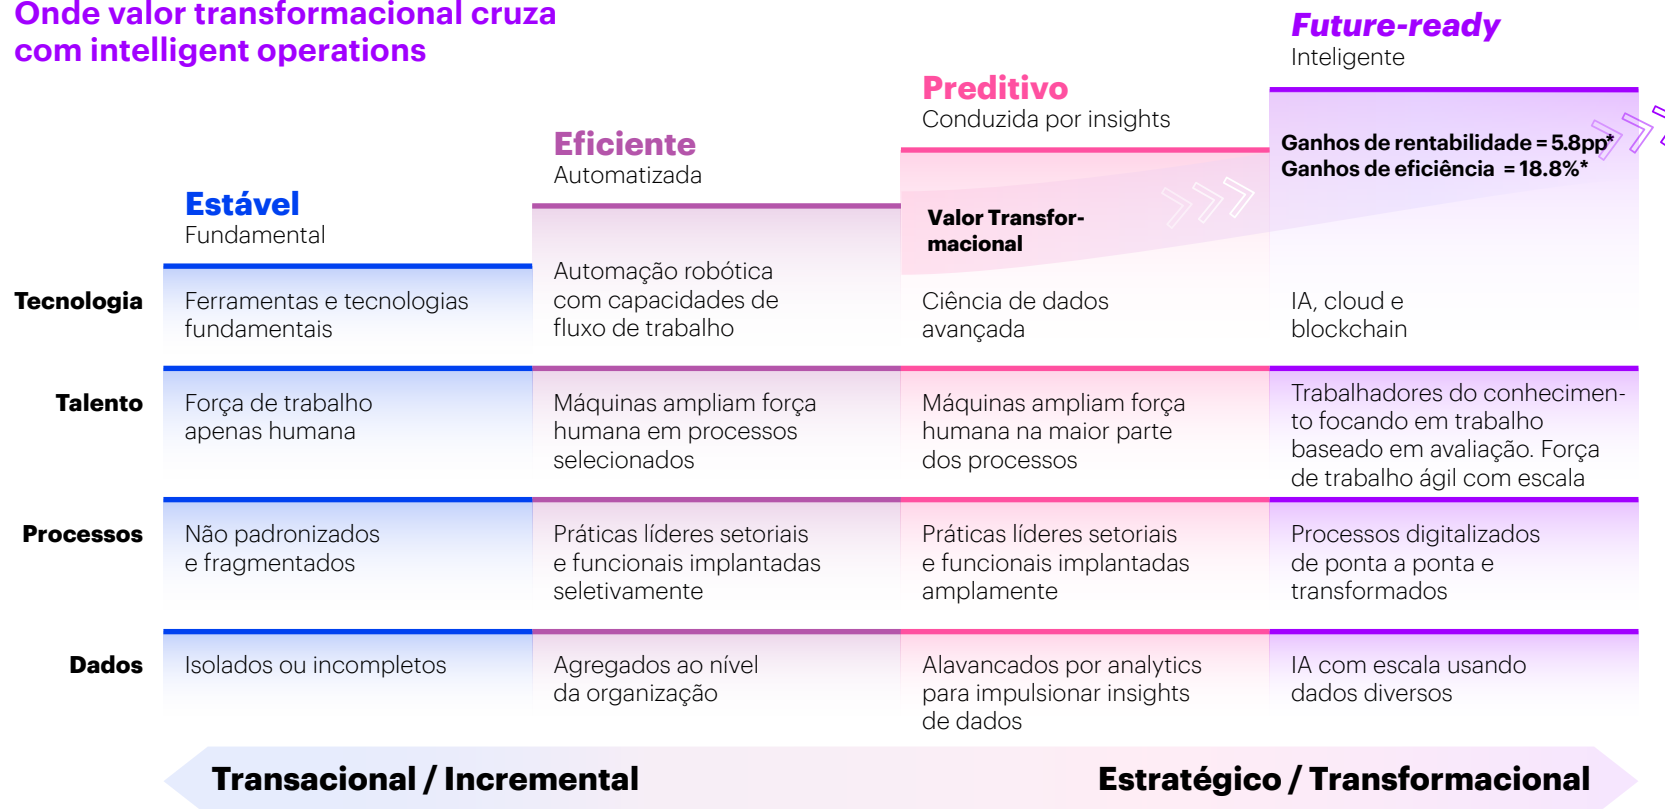 Onde valor transformacional cruza
com intelligent operations
Estável
Fundamental
Eficiente
Automatizada
Preditivo
Conduzida por insights
Future-ready
Inteligente
Ganhos de rentabilidade = 5.8pp*
Ganhos de eficiência = 18.8%*
Valor Transfor-
macional
Tecnologia
Ferramentas e tecnologias
fundamentais
Automação robótica
com capacidades de
fluxo de trabalho
Ciência de dados
avançada
IA, cloud e
blockchain
Talento
Força de trabalho
apenas humana
Máquinas ampliam força
humana em processos
selecionados
Máquinas ampliam força
humana na maior parte
dos processos
Trabalhadores do conhecimen-
to focando em trabalho
baseado em avaliação. Força
de trabalho ágil com escala
Processos
Não padronizados
e fragmentados
Práticas líderes setoriais
e funcionais implantadas
seletivamente
Práticas líderes setoriais
e funcionais implantadas
amplamente
Processos digitalizados
de ponta a ponta e
transformados
Dados
Isolados ou incompletos
Agregados ao nível
da organização
Alavancados por analytics
para impulsionar insights
de dados
IA com escala usando
dados diversos
Transacional / Incremental
Estratégico / Transformacional